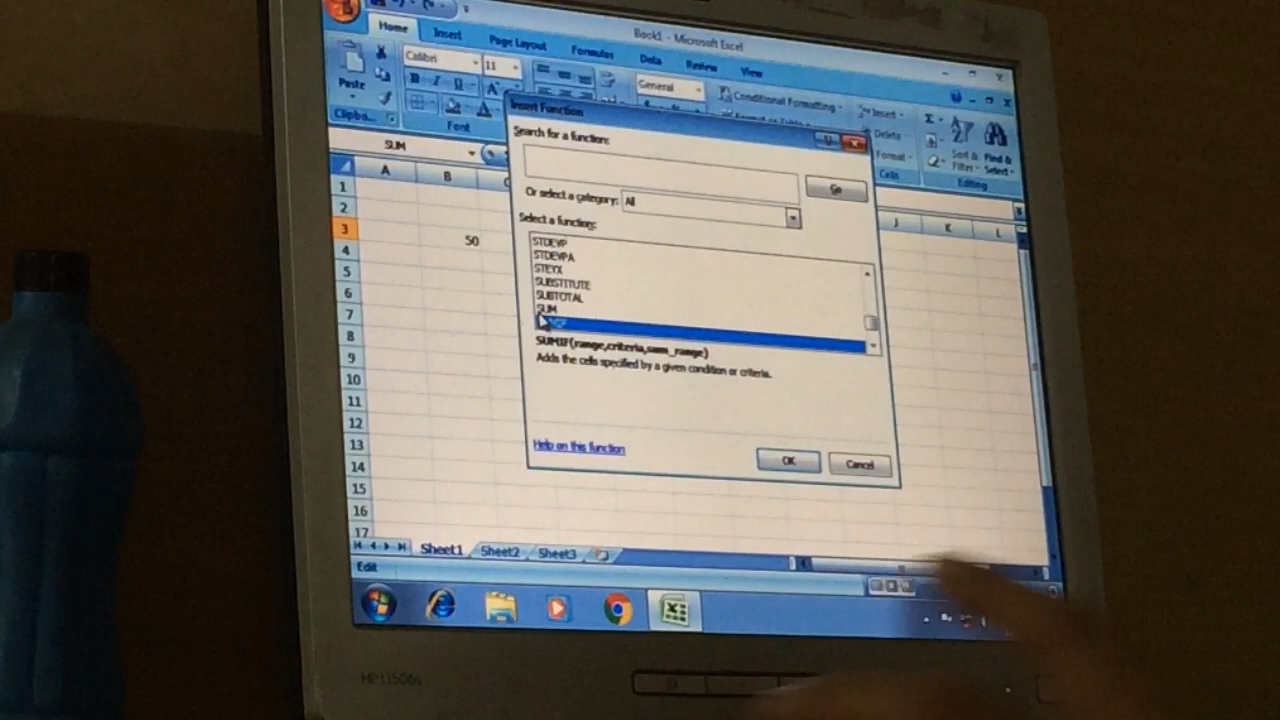 Book1 - Microsoft Excel
Home Insert Page Layout Formulas Data Review View
Calibri 11
General
Conditional Formatting
Insert
Delete
Format
Paste
Sort & Filter
Find & Select
Clipbo...
Font
Cells
Editing
Insert Function
Search for a function:
Go
Or select a category: All
Select a function:
STDEVP
STDEVPA
STEYX
SUBSTITUTE
SUBTOTAL
SUM
SUMIF(range,criteria,sum_range)
Adds the cells specified by a given condition or criteria.
Help on this function
OK Cancel
SUM
A B J K L
1
2
3
4 50
5
6
7
8
9
10
11
12
13
14
15
16
17
Sheet1 Sheet2 Sheet3
Edit
HP L1506s